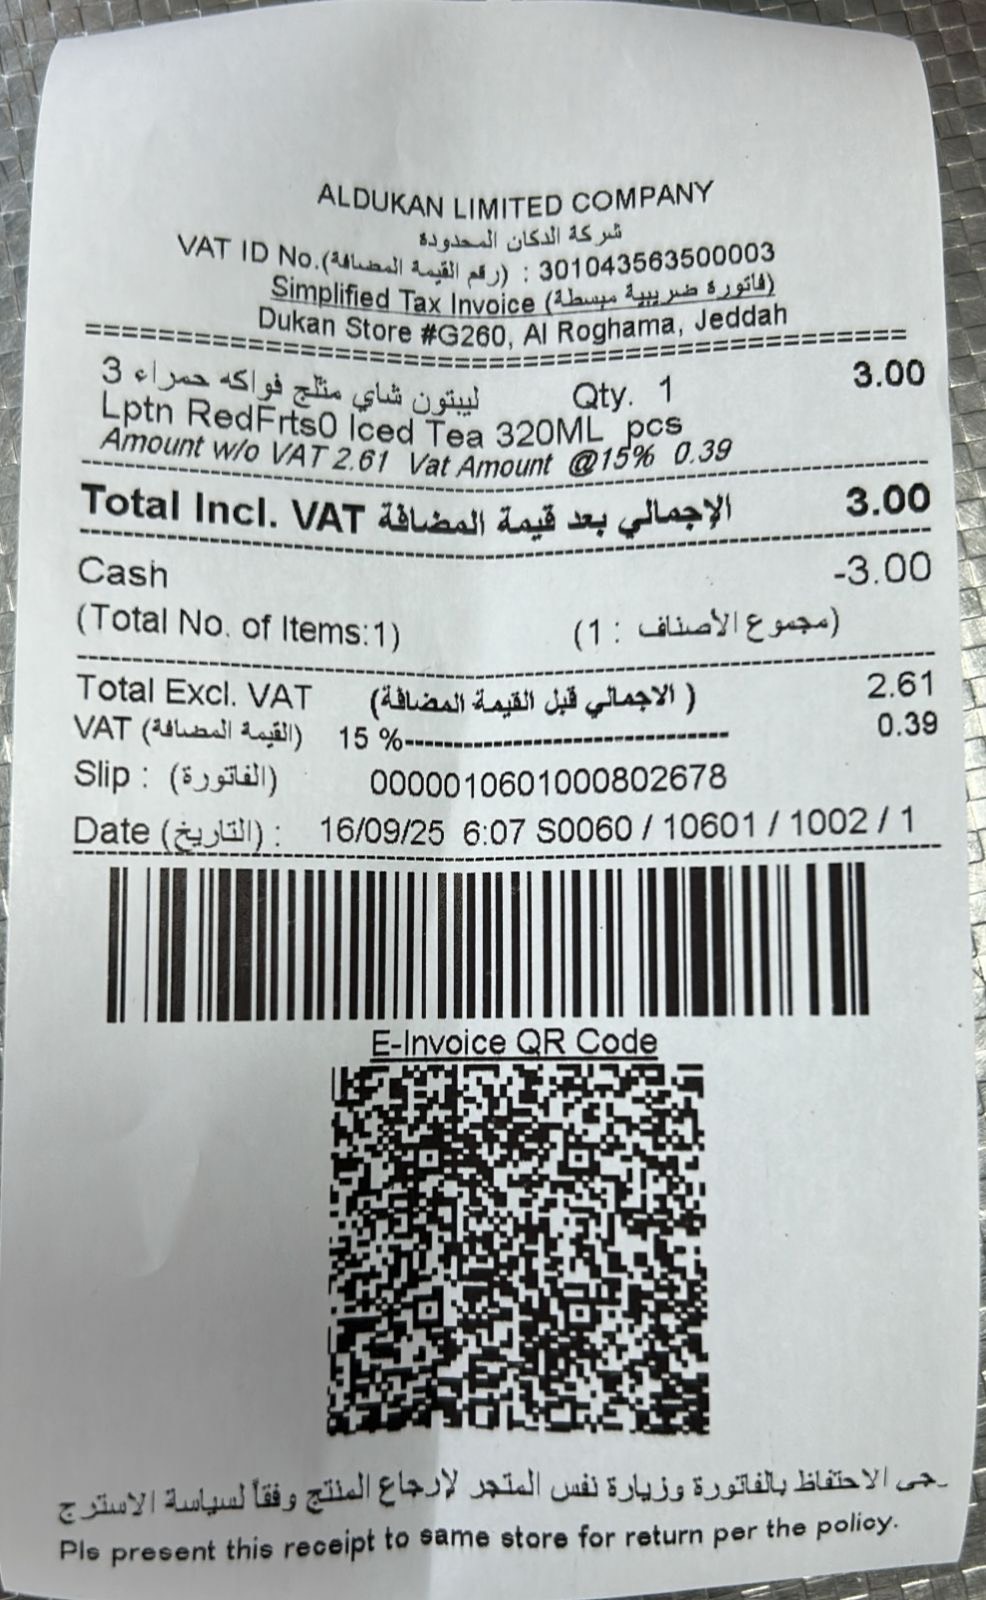 ALDUKAN LIMITED COMPANY
شركة الدكان المحدودة
VAT ID No.(رقم القيمة المضافة) : 301043563500003
Simplified Tax Invoice (فاتورة ضريبية مبسطة)
Dukan Store #G260, Al Roghama, Jeddah
ليبتون شاي مثلج فواكه حمراء 3 Qty. 1 3.00
Lptn RedFrts0 Iced Tea 320ML pcs
Amount w/o VAT 2.61 Vat Amount @15% 0.39
Total Incl. VAT الإجمالي بعد قيمة المضافة 3.00
Cash -3.00
(Total No. of Items:1) (مجموع الأصناف : 1)
Total Excl. VAT (الاجمالي قبل القيمة المضافة ) 2.61
VAT (القيمة المضافة) 15 %------------------------------ 0.39
Slip : (الفاتورة) 0000010601000802678
Date (التاريخ) : 16/09/25 6:07 S0060 / 10601 / 1002 / 1
E-Invoice QR Code
جى الاحتفاظ بالفاتورة وزيارة نفس المتجر لإرجاع المنتج وفقاً لسياسة الاسترج
Pls present this receipt to same store for return per the policy.